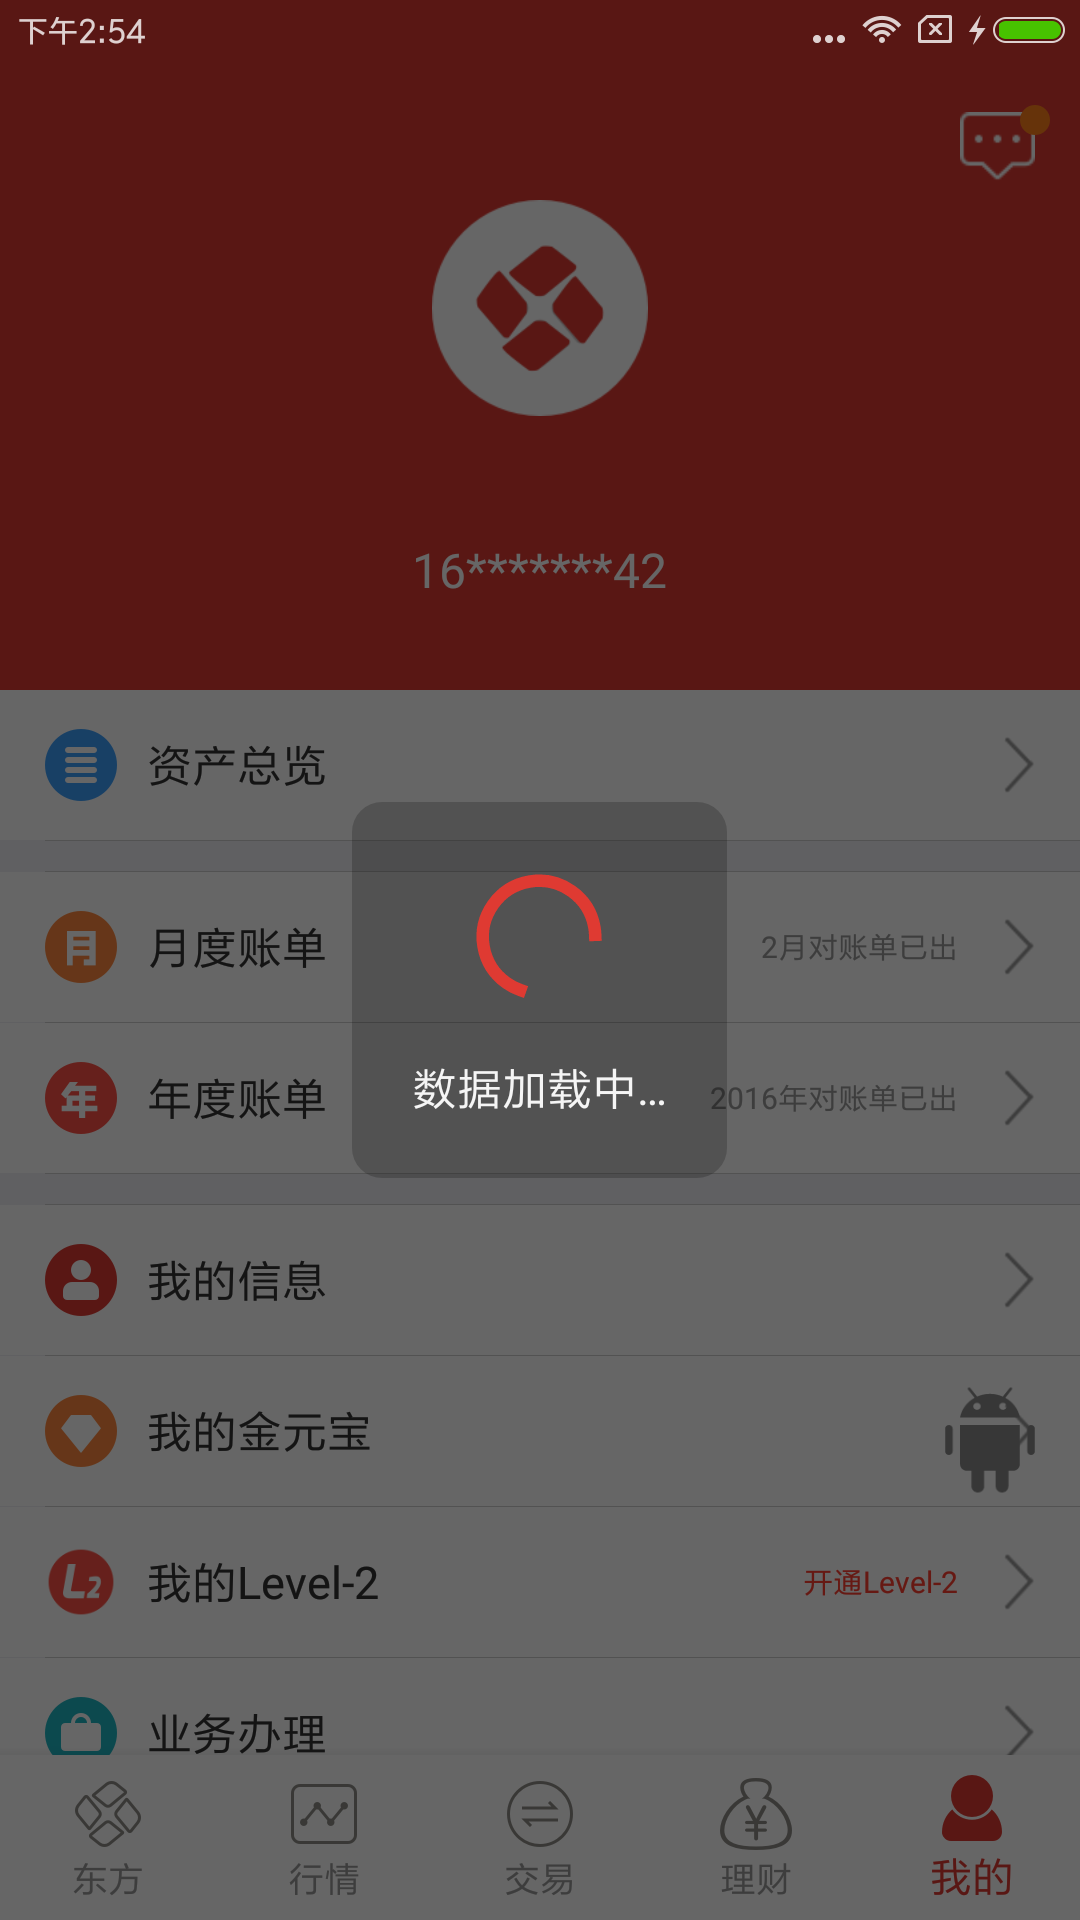 下午2:54
16*******42
资产总览
月度账单
2月对账单已出
年度账单
2016年对账单已出
数据加载中...
我的信息
我的金元宝
我的Level-2
开通Level-2
业务办理
东方
行情
交易
理财
我的